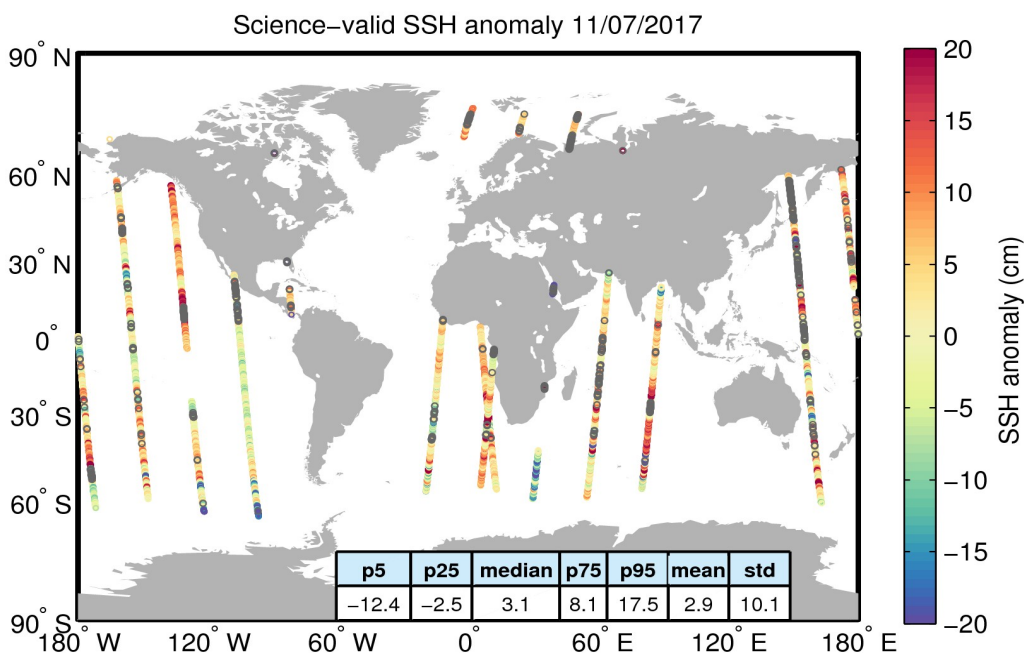 Science−valid SSH anomaly 11/07/2017
90° N
60° N
30° N
0°
30° S
60° S
90° S
180° W
120° W
60° W
0°
60° E
120° E
180° E
p5 p25 median p75 p95 mean std
−12.4 −2.5 3.1 8.1 17.5 2.9 10.1
20
15
10
5
0
−5
−10
−15
−20
SSH anomaly (cm)